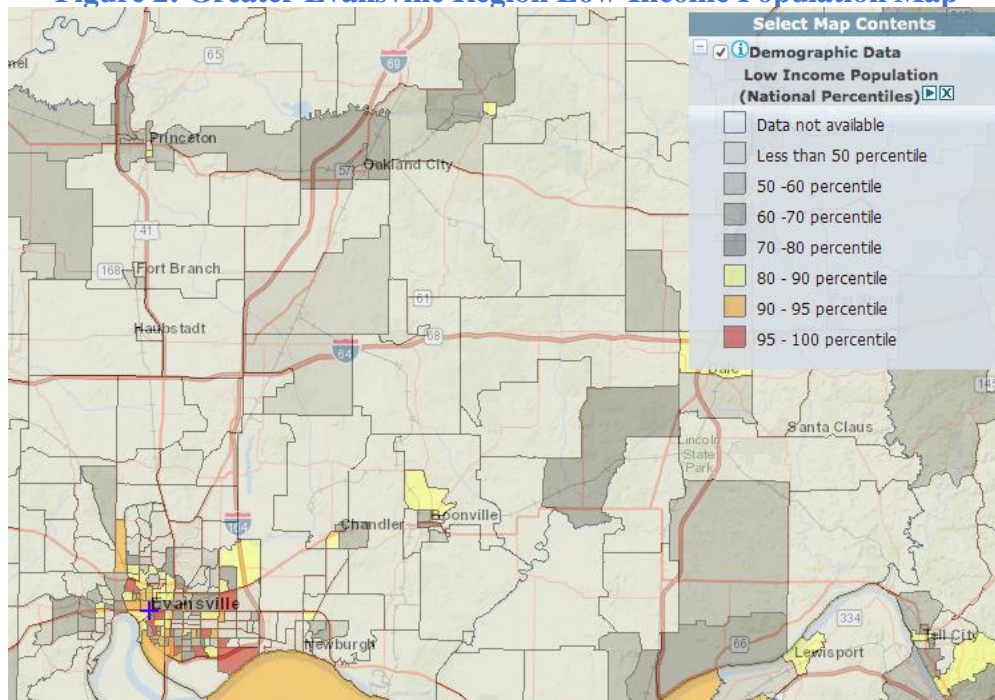 Figure 2: Greater Evansville Region Low Income Population Map
Select Map Contents
Demographic Data
Low Income Population
(National Percentiles)
Data not available
Less than 50 percentile
50 -60 percentile
60 -70 percentile
70 -80 percentile
80 - 90 percentile
90 - 95 percentile
95 - 100 percentile
65
69
Princeton
57
Oakland City
41
168
Fort Branch
61
Haubstadt
68
64
Dale
145
Santa Claus
Lincoln
State
Park
164
Chandler
Boonville
Evansville
Newburgh
334
66
Tell City
Lewisport